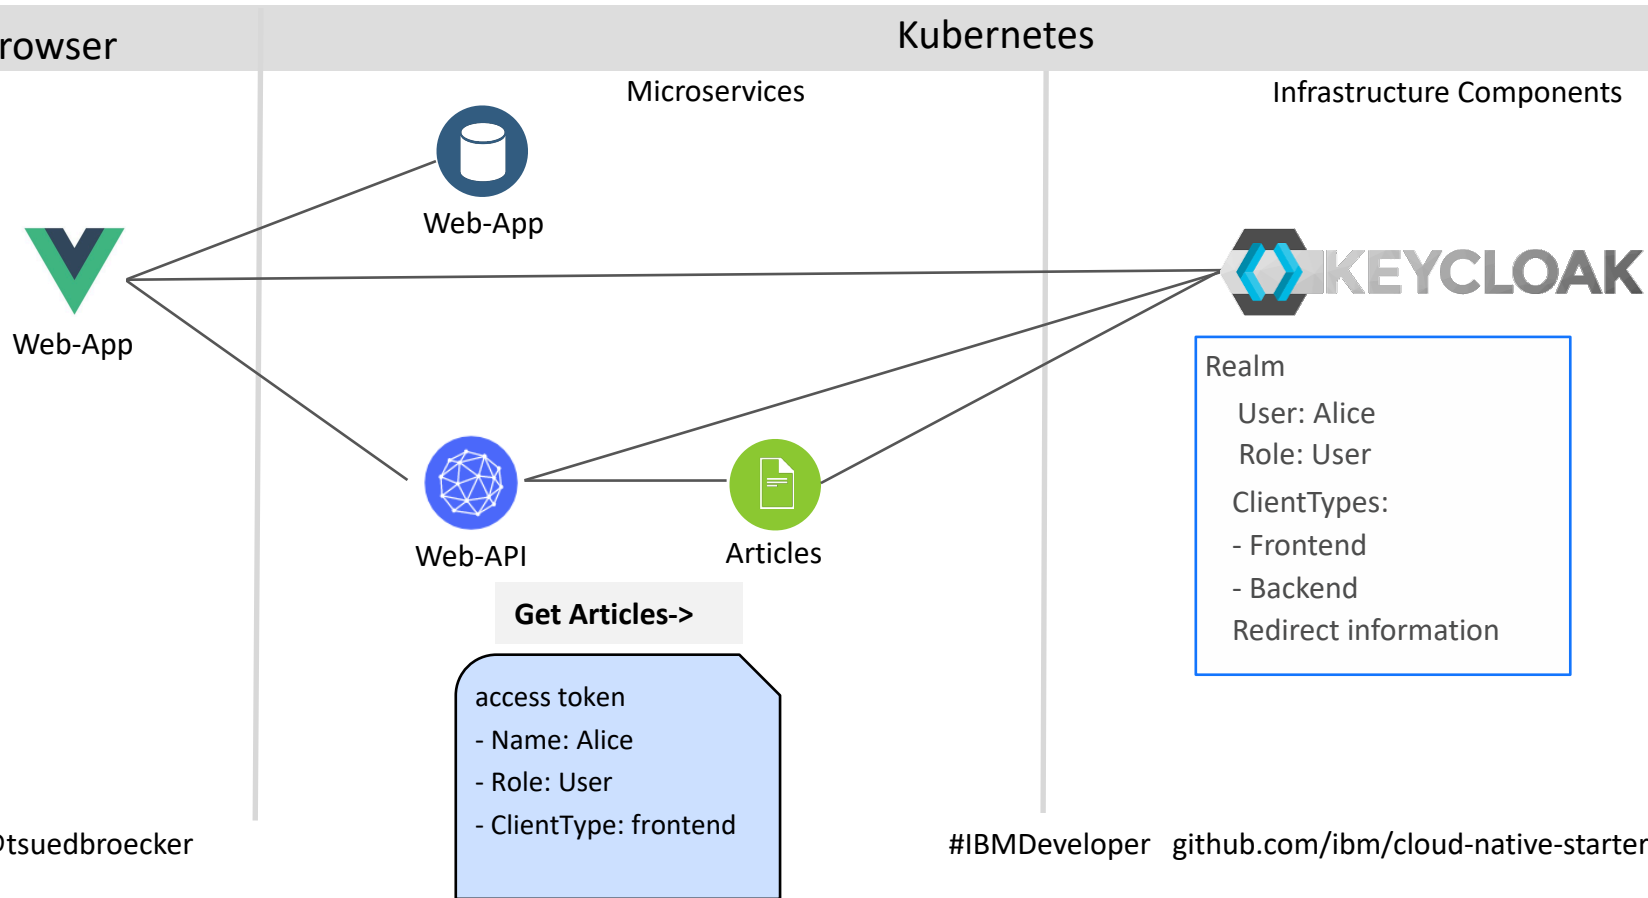 rowser
Kubernetes
Microservices
Infrastructure Components
Web-App
Web-App
KEYCLOAK
Realm
User: Alice
Role: User
ClientTypes:
- Frontend
- Backend
Redirect information
Web-API
Articles
Get Articles->
access token
- Name: Alice
- Role: User
- ClientType: frontend
@tsuedbroecker
#IBMDeveloper
github.com/ibm/cloud-native-starter